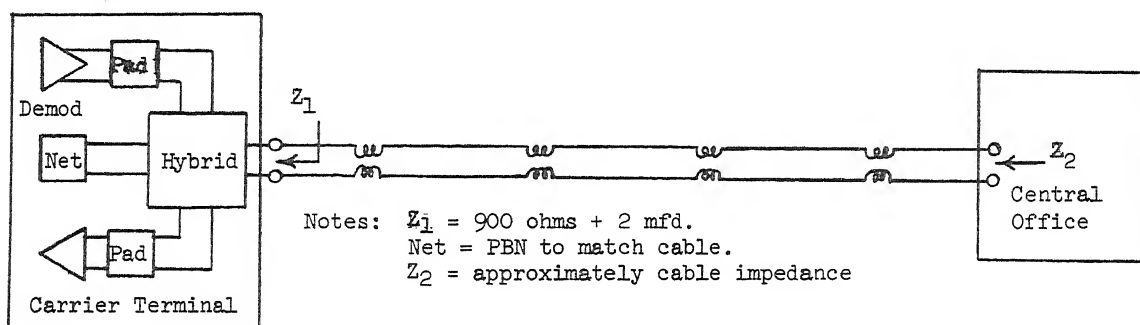 Pad
Demod
Net
Hybrid
Pad
Carrier Terminal
Z1
Z2
Central
Office
Notes: Z1 = 900 ohms + 2 mfd.
Net = PBN to match cable.
Z2 = approximately cable impedance